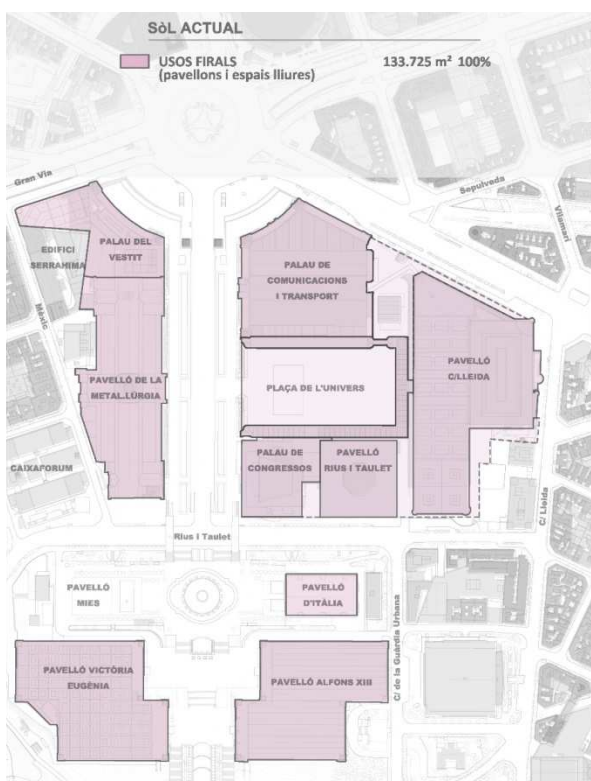 SòL ACTUAL
USOS FIRALS 133.725 m² 100%
(pavellons i espais lliures)
Gran Via
Sepulveda
Vilamarí
EDIFICI
SERRAHIMA
PALAU DEL
VESTIT
PALAU DE
COMUNICACIONS
I TRANSPORT
Mèxic
PAVELLÓ DE LA
METAL.LÚRGIA
PLAÇA DE L'UNIVERS
PAVELLÓ
C/LLEIDA
CAIXAFORUM
PALAU DE
CONGRESSOS
PAVELLÓ
RIUS I TAULET
C/ Lleida
Rius i Taulet
PAVELLÓ
MIES
PAVELLÓ
D'ITÀLIA
C/ de la Guàrdia Urbana
PAVELLÓ VICTÒRIA
EUGÈNIA
PAVELLÓ ALFONS XIII